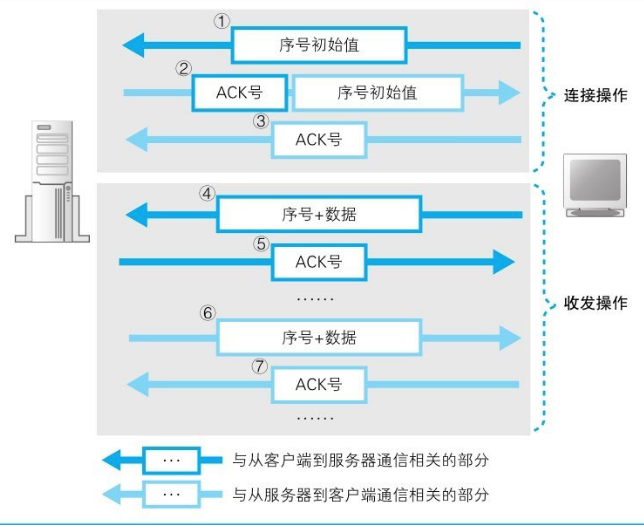 ① 序号初始值
② ACK号 序号初始值
③ ACK号
连接操作
④ 序号+数据
⑤ ACK号
……
⑥ 序号+数据
⑦ ACK号
……
收发操作
… 与从客户端到服务器通信相关的部分
… 与从服务器到客户端通信相关的部分